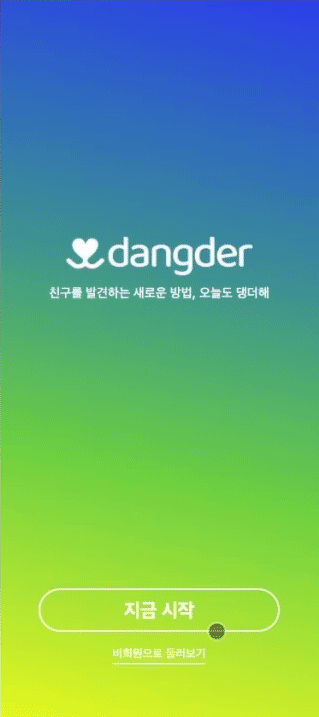 dangder
친구를 발견하는 새로운 방법, 오늘도 댕더해
지금 시작
비회원으로 둘러보기